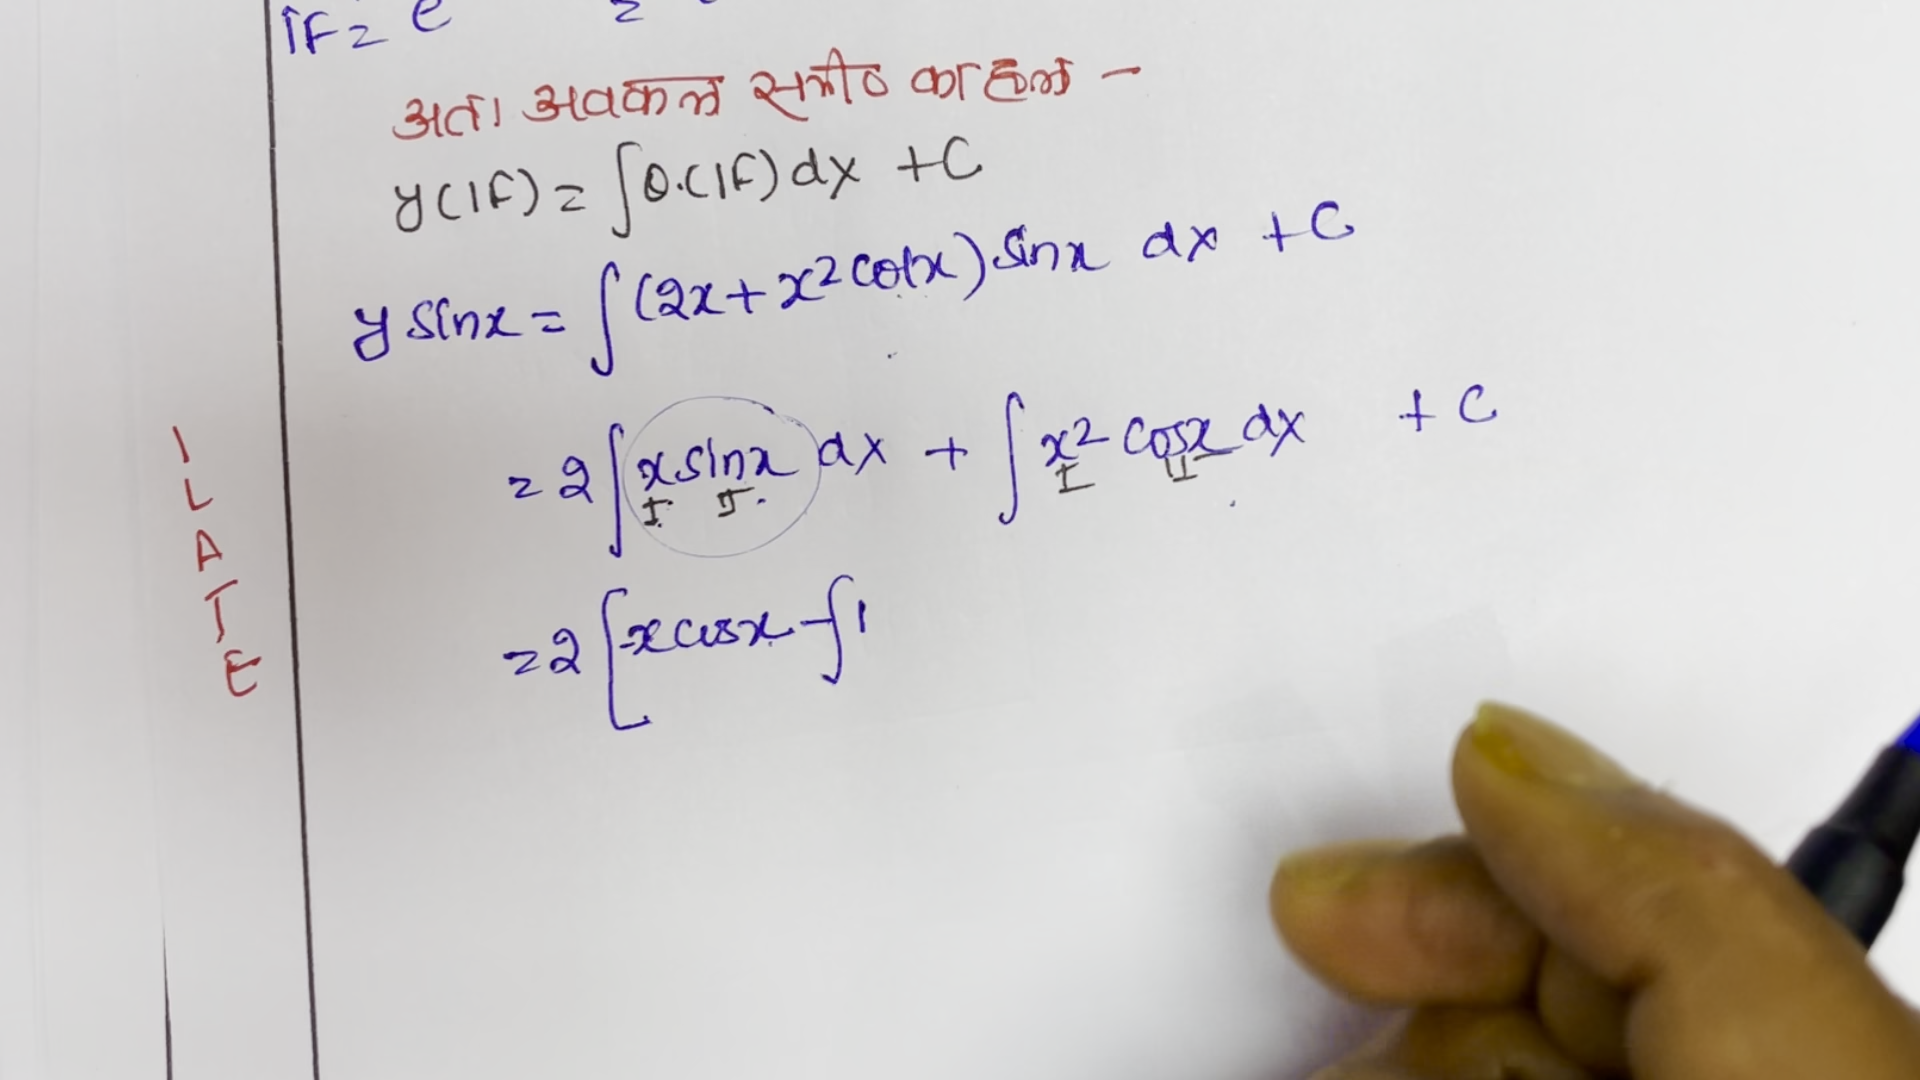 IF = e =
अतः अवकल समी० का हल -
y(IF) = ∫Q.(IF) dx + C
y sinx = ∫(2x + x² cotx) sinx dx + C
= 2 ∫x sinx dx + ∫x² cosx dx + C
I II I II
= 2 [-x cosx - ∫1
I
L
A
T
E